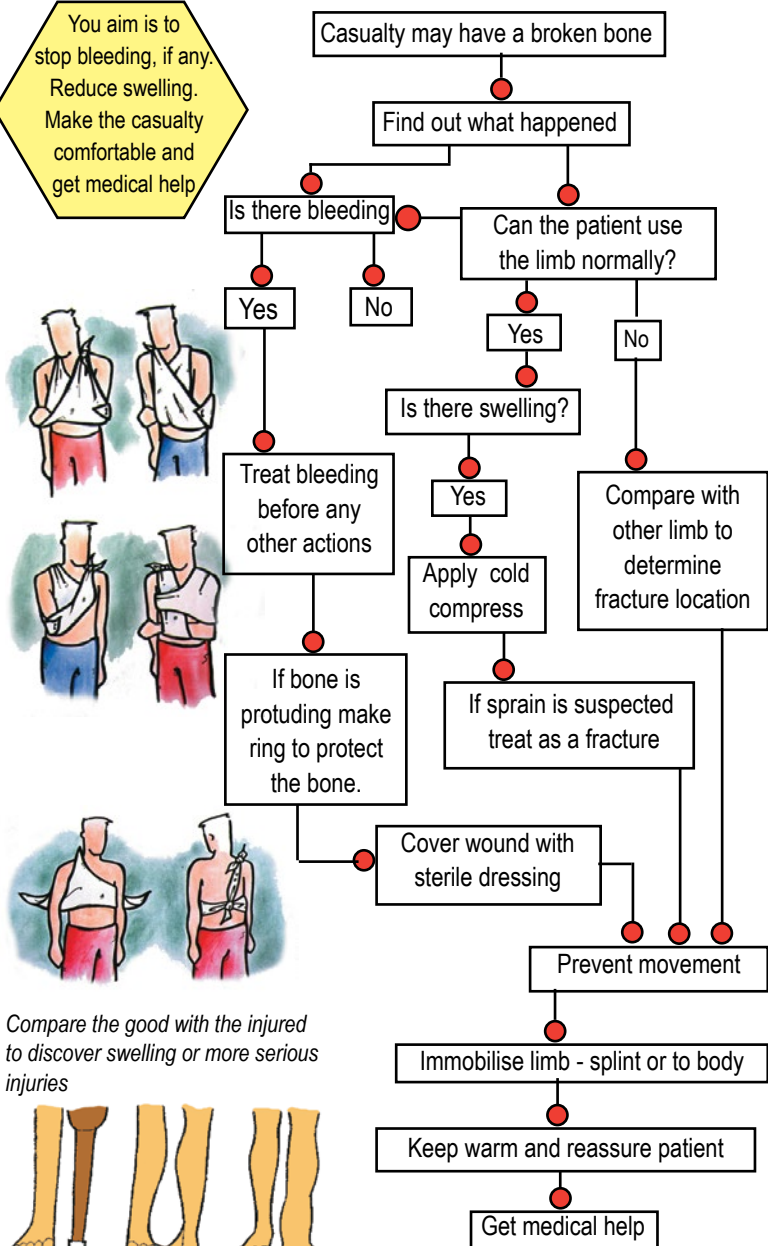 You aim is to
stop bleeding, if any.
Reduce swelling.
Make the casualty
comfortable and
get medical help
Casualty may have a broken bone
Find out what happened
Is there bleeding
Can the patient use
the limb normally?
Yes
No
Yes
No
Is there swelling?
Treat bleeding
before any
other actions
Yes
Compare with
other limb to
determine
fracture location
Apply cold
compress
If bone is
protuding make
ring to protect
the bone.
If sprain is suspected
treat as a fracture
Cover wound with
sterile dressing
Prevent movement
Compare the good with the injured
to discover swelling or more serious
injuries
Immobilise limb - splint or to body
Keep warm and reassure patient
Get medical help